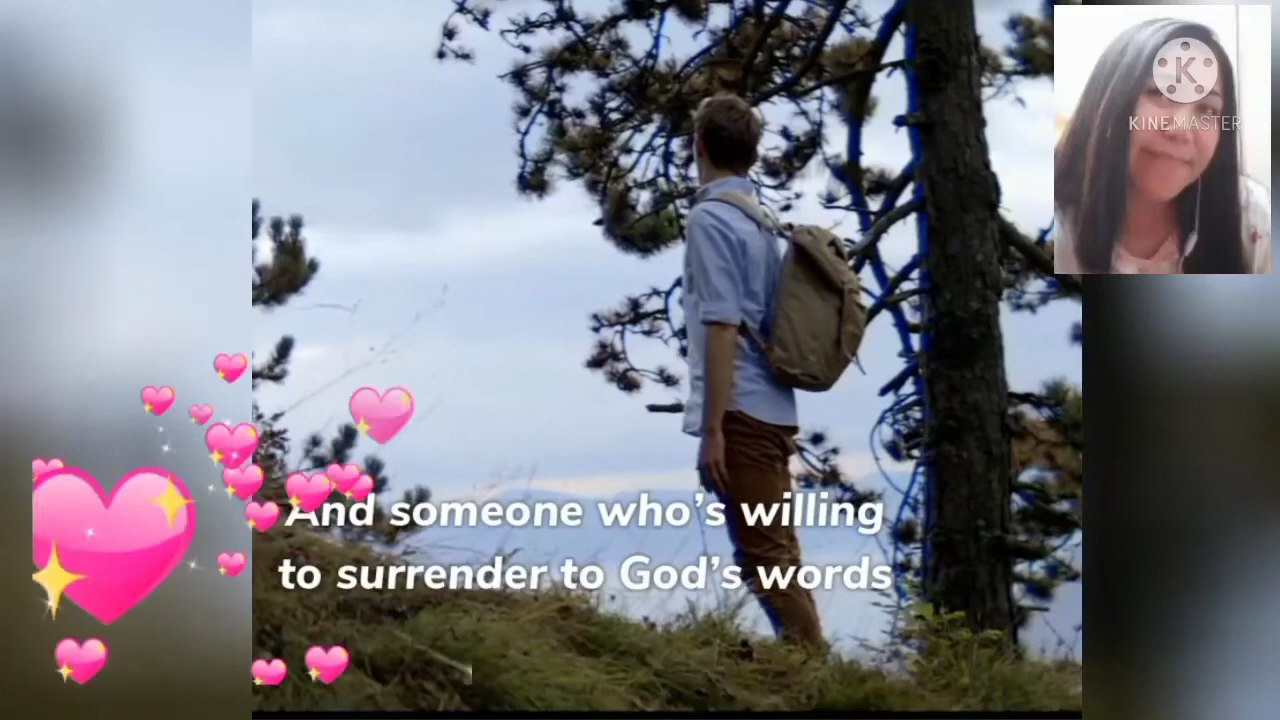 K
KINEMASTER
And someone who's willing
to surrender to God's words